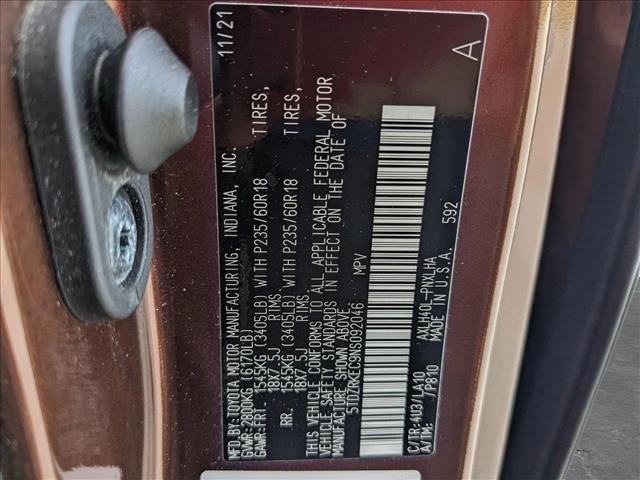 MFD.BY:TOYOTA MOTOR MANUFACTURING, INDIANA, INC. 11/21
GVWR:2800KG (6170LB)
GAWR:FRT 1545KG (3405LB) WITH P235/60R18 TIRES,
18X7.5J RIMS
RR. 1545KG (3405LB) WITH P235/60R18 TIRES,
18X7.5J RIMS
THIS VEHICLE CONFORMS TO ALL APPLICABLE FEDERAL MOTOR
VEHICLE SAFETY STANDARDS IN EFFECT ON THE DATE OF
MANUFACTURE SHOWN ABOVE.
5TDZRKEC9NS092046 MPV
A
C/TR:4U3/LA10 AXLH40L-PNXLHA 592
A/TM: /P810 MADE IN U.S.A.